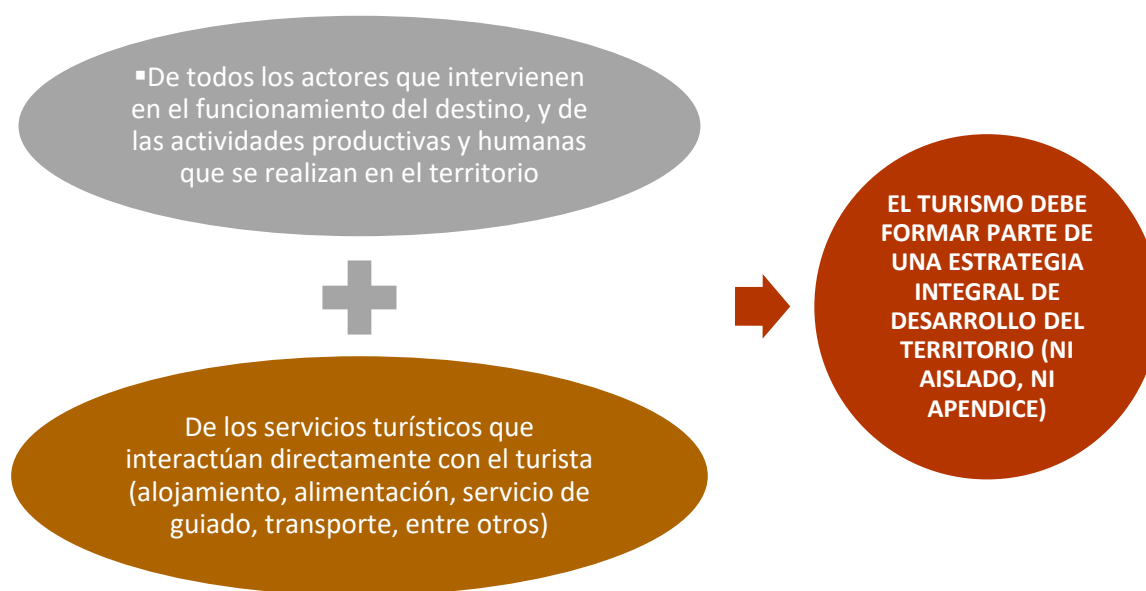 ▪De todos los actores que intervienen
en el funcionamiento del destino, y de
las actividades productivas y humanas
que se realizan en el territorio
De los servicios turísticos que
interactúan directamente con el turista
(alojamiento, alimentación, servicio de
guiado, transporte, entre otros)
EL TURISMO DEBE
FORMAR PARTE DE
UNA ESTRATEGIA
INTEGRAL DE
DESARROLLO DEL
TERRITORIO (NI
AISLADO, NI
APENDICE)